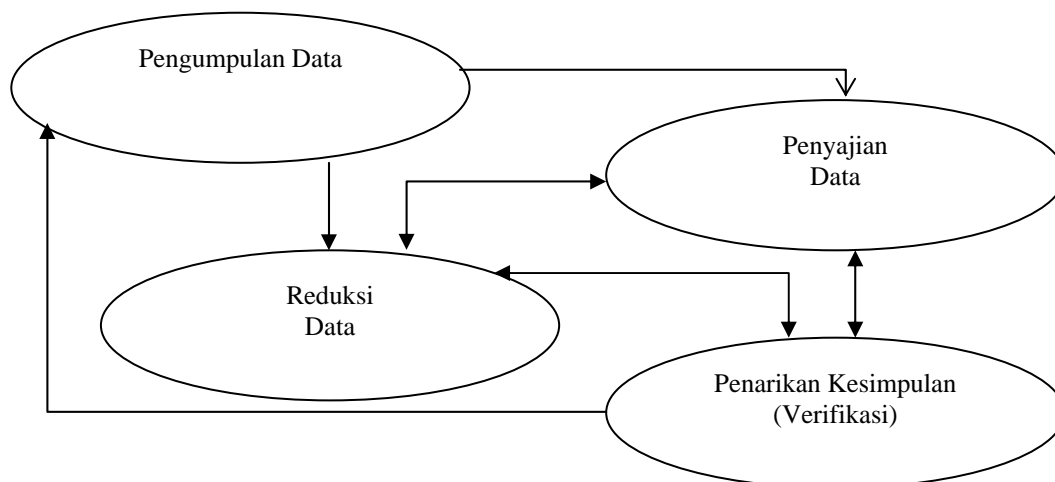 Pengumpulan Data
Penyajian
Data
Reduksi
Data
Penarikan Kesimpulan
(Verifikasi)